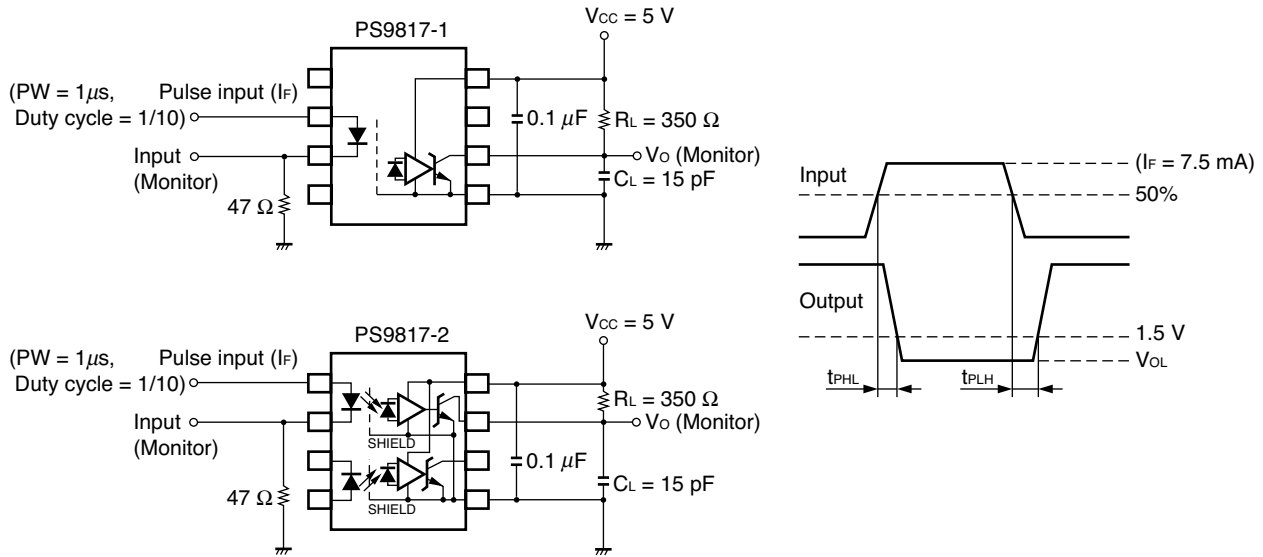 PS9817-1
VCC = 5 V
(PW = 1μs, Pulse input (IF)
Duty cycle = 1/10)
Input
(Monitor)
47 Ω
0.1 μF
RL = 350 Ω
VO (Monitor)
CL = 15 pF
PS9817-2
VCC = 5 V
(PW = 1μs, Pulse input (IF)
Duty cycle = 1/10)
Input
(Monitor)
47 Ω
SHIELD
SHIELD
0.1 μF
RL = 350 Ω
VO (Monitor)
CL = 15 pF
Input
(IF = 7.5 mA)
50%
Output
1.5 V
VOL
tPHL
tPLH